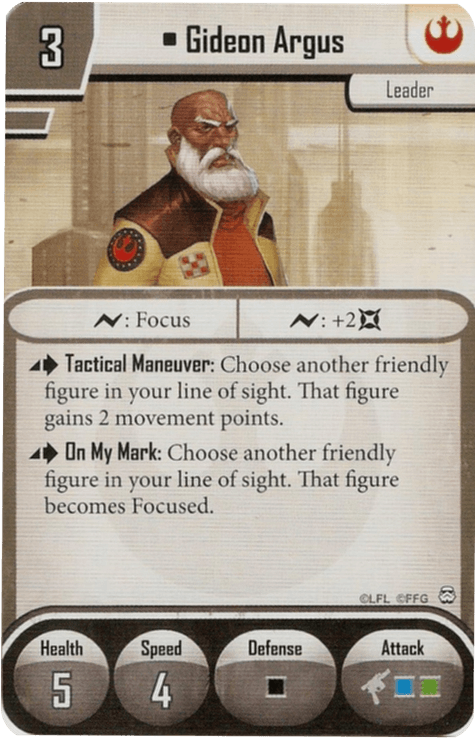 3
Gideon Argus
Leader
: Focus
: +2
Tactical Maneuver: Choose another friendly
figure in your line of sight. That figure
gains 2 movement points.
On My Mark: Choose another friendly
figure in your line of sight. That figure
becomes Focused.
©LFL ©FFG
Health
5
Speed
4
Defense
Attack